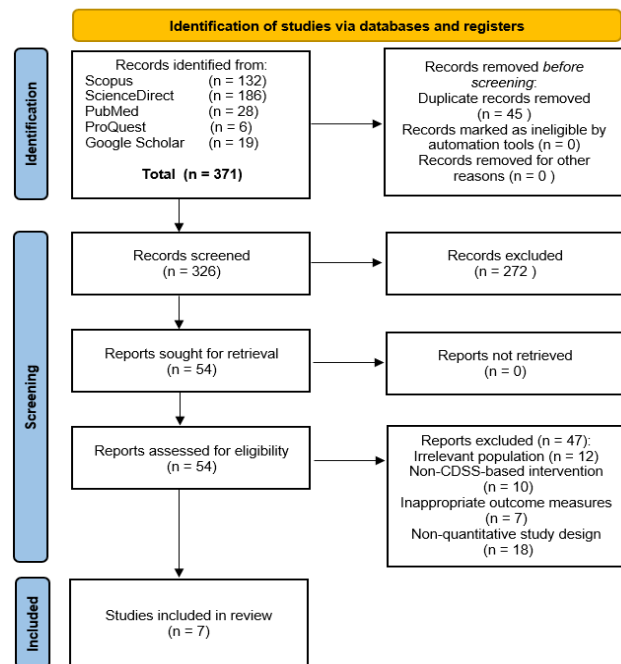 Identification of studies via databases and registers
Identification
Records identified from:
Scopus (n = 132)
ScienceDirect (n = 186)
PubMed (n = 28)
ProQuest (n = 6)
Google Scholar (n = 19)
Total (n = 371)
Records removed before
screening:
Duplicate records removed
(n = 45 )
Records marked as ineligible by
automation tools (n = 0)
Records removed for other
reasons (n = 0 )
Screening
Records screened
(n = 326)
Records excluded
(n = 272 )
Reports sought for retrieval
(n = 54)
Reports not retrieved
(n = 0)
Reports assessed for eligibility
(n = 54)
Reports excluded (n = 47):
Irrelevant population (n = 12)
Non-CDSS-based intervention
(n = 10)
Inappropriate outcome measures
(n = 7)
Non-quantitative study design
(n = 18)
Included
Studies included in review
(n = 7)